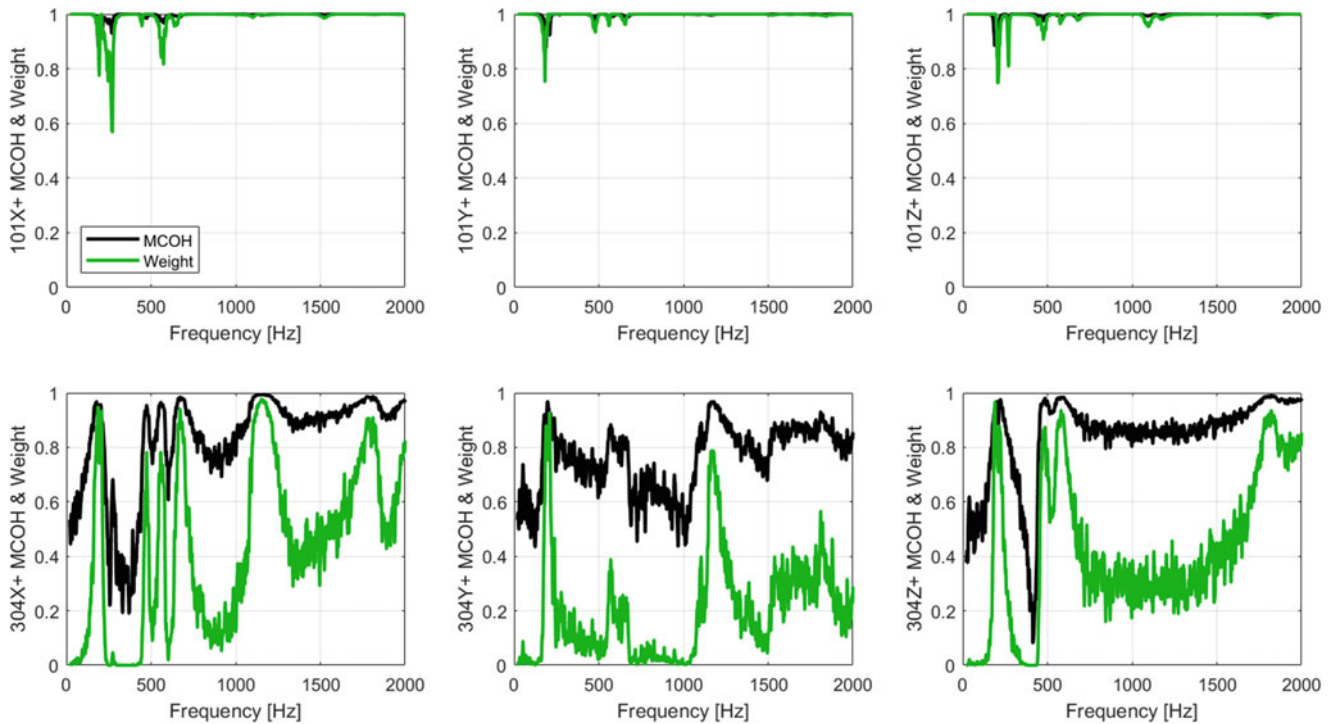 101X+ MCOH & Weight
1
0.8
0.6
0.4
0.2
0
MCOH
Weight
0 500 1000 1500 2000
Frequency [Hz]
101Y+ MCOH & Weight
1
0.8
0.6
0.4
0.2
0
0 500 1000 1500 2000
Frequency [Hz]
101Z+ MCOH & Weight
1
0.8
0.6
0.4
0.2
0
0 500 1000 1500 2000
Frequency [Hz]
304X+ MCOH & Weight
1
0.8
0.6
0.4
0.2
0
0 500 1000 1500 2000
Frequency [Hz]
304Y+ MCOH & Weight
1
0.8
0.6
0.4
0.2
0
0 500 1000 1500 2000
Frequency [Hz]
304Z+ MCOH & Weight
1
0.8
0.6
0.4
0.2
0
0 500 1000 1500 2000
Frequency [Hz]